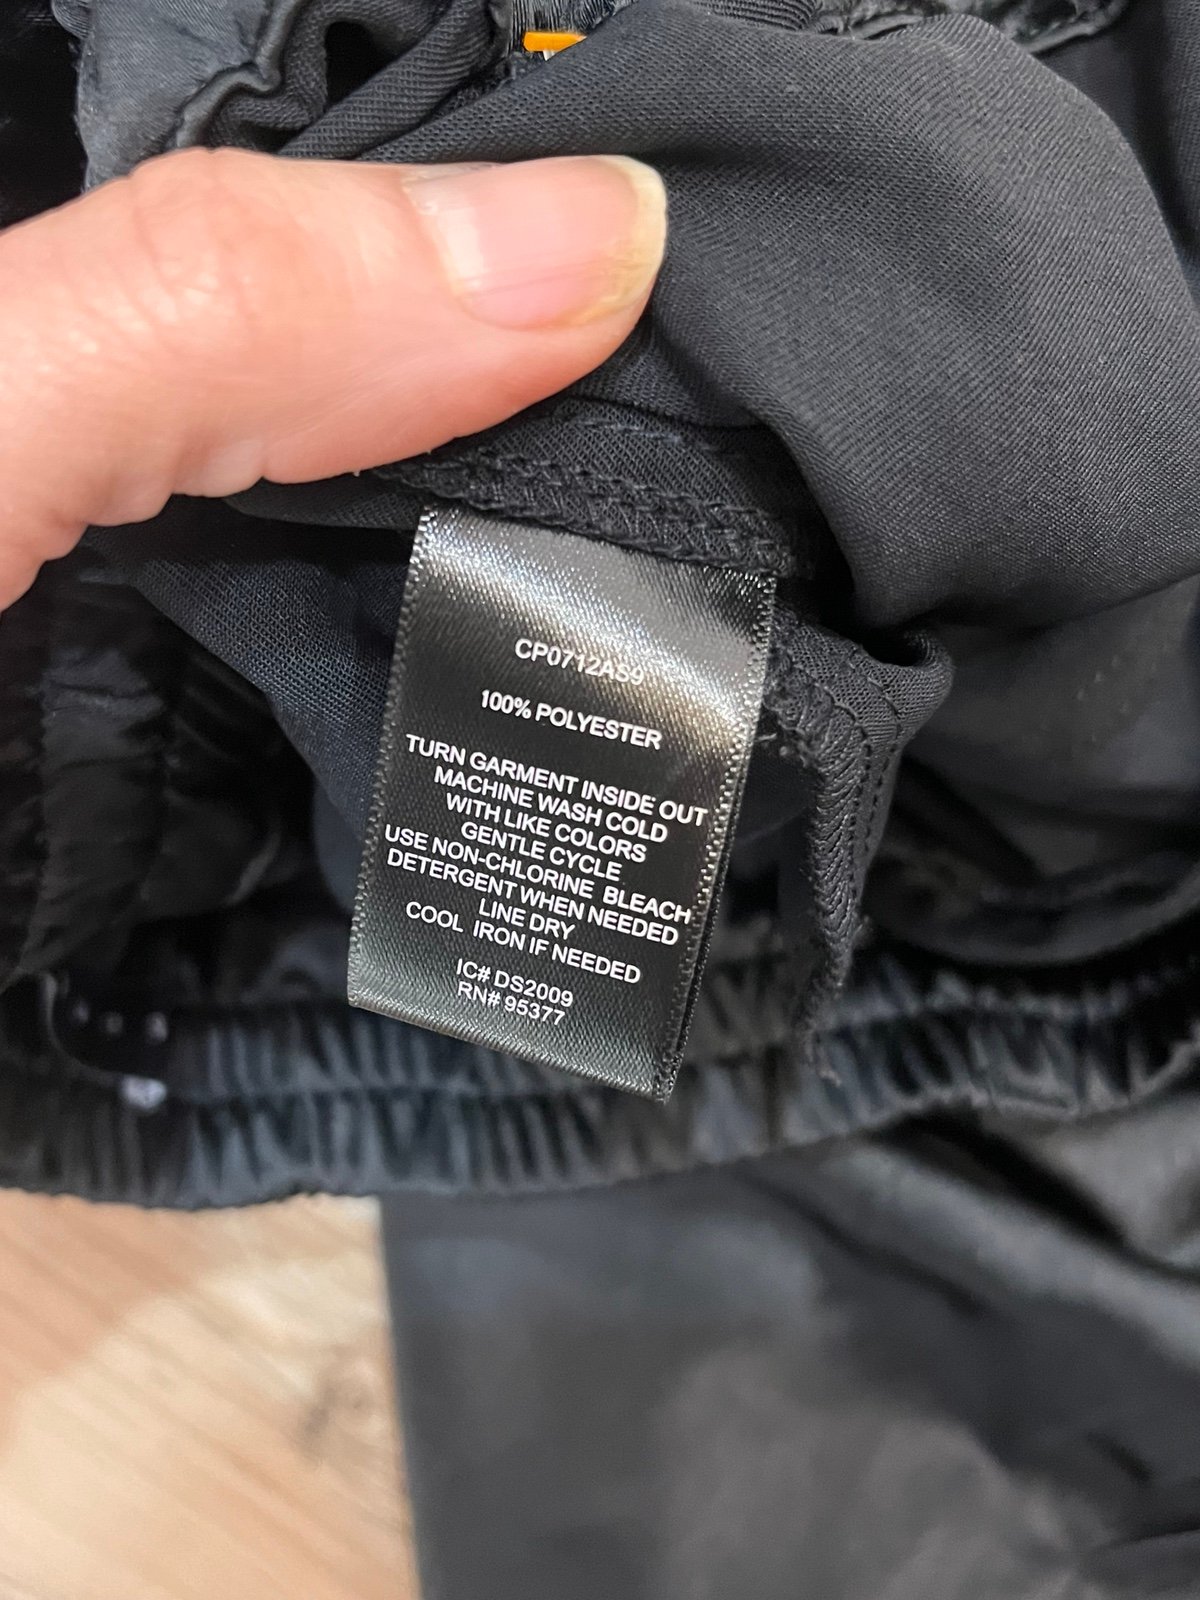 CP0712AS9
100% POLYESTER
TURN GARMENT INSIDE OUT
MACHINE WASH COLD
WITH LIKE COLORS
GENTLE CYCLE
USE NON-CHLORINE BLEACH
DETERGENT WHEN NEEDED
LINE DRY
COOL IRON IF NEEDED
IC# DS2009
RN# 95377